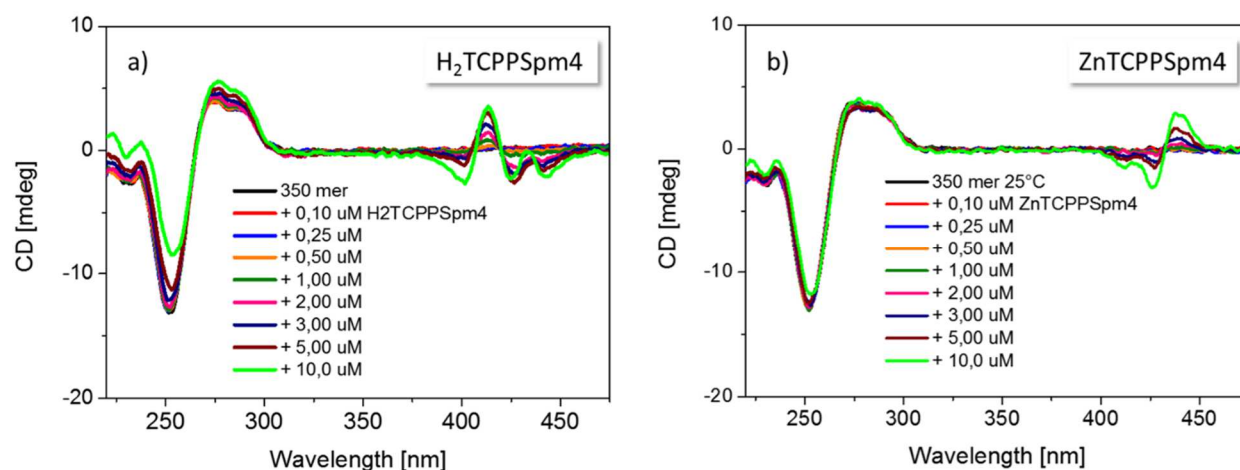 a)
H₂TCPPSpm4
10
0
-10
-20
CD [mdeg]
350 mer
+ 0,10 uM H2TCPPSpm4
+ 0,25 uM
+ 0,50 uM
+ 1,00 uM
+ 2,00 uM
+ 3,00 uM
+ 5,00 uM
+ 10,0 uM
250 300 350 400 450
Wavelength [nm]
b)
ZnTCPPSpm4
10
0
-10
-20
CD [mdeg]
350 mer 25°C
+ 0,10 uM ZnTCPPSpm4
+ 0,25 uM
+ 0,50 uM
+ 1,00 uM
+ 2,00 uM
+ 3,00 uM
+ 5,00 uM
+ 10,0 uM
250 300 350 400 450
Wavelength [nm]